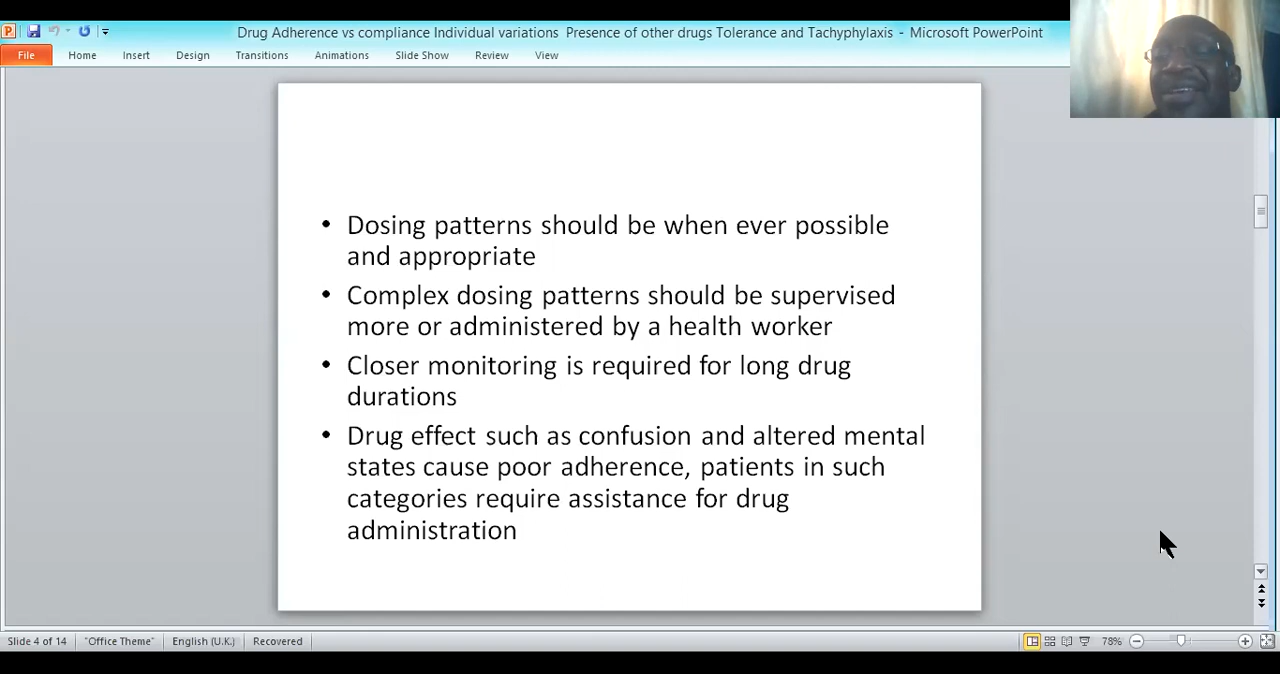 Drug Adherence vs compliance Individual variations  Presence of other drugs Tolerance and Tachyphylaxis - Microsoft PowerPoint
File Home Insert Design Transitions Animations Slide Show Review View
• Dosing patterns should be when ever possible
and appropriate
• Complex dosing patterns should be supervised
more or administered by a health worker
• Closer monitoring is required for long drug
durations
• Drug effect such as confusion and altered mental
states cause poor adherence, patients in such
categories require assistance for drug
administration
Slide 4 of 14 "Office Theme" English (U.K.) Recovered 78%